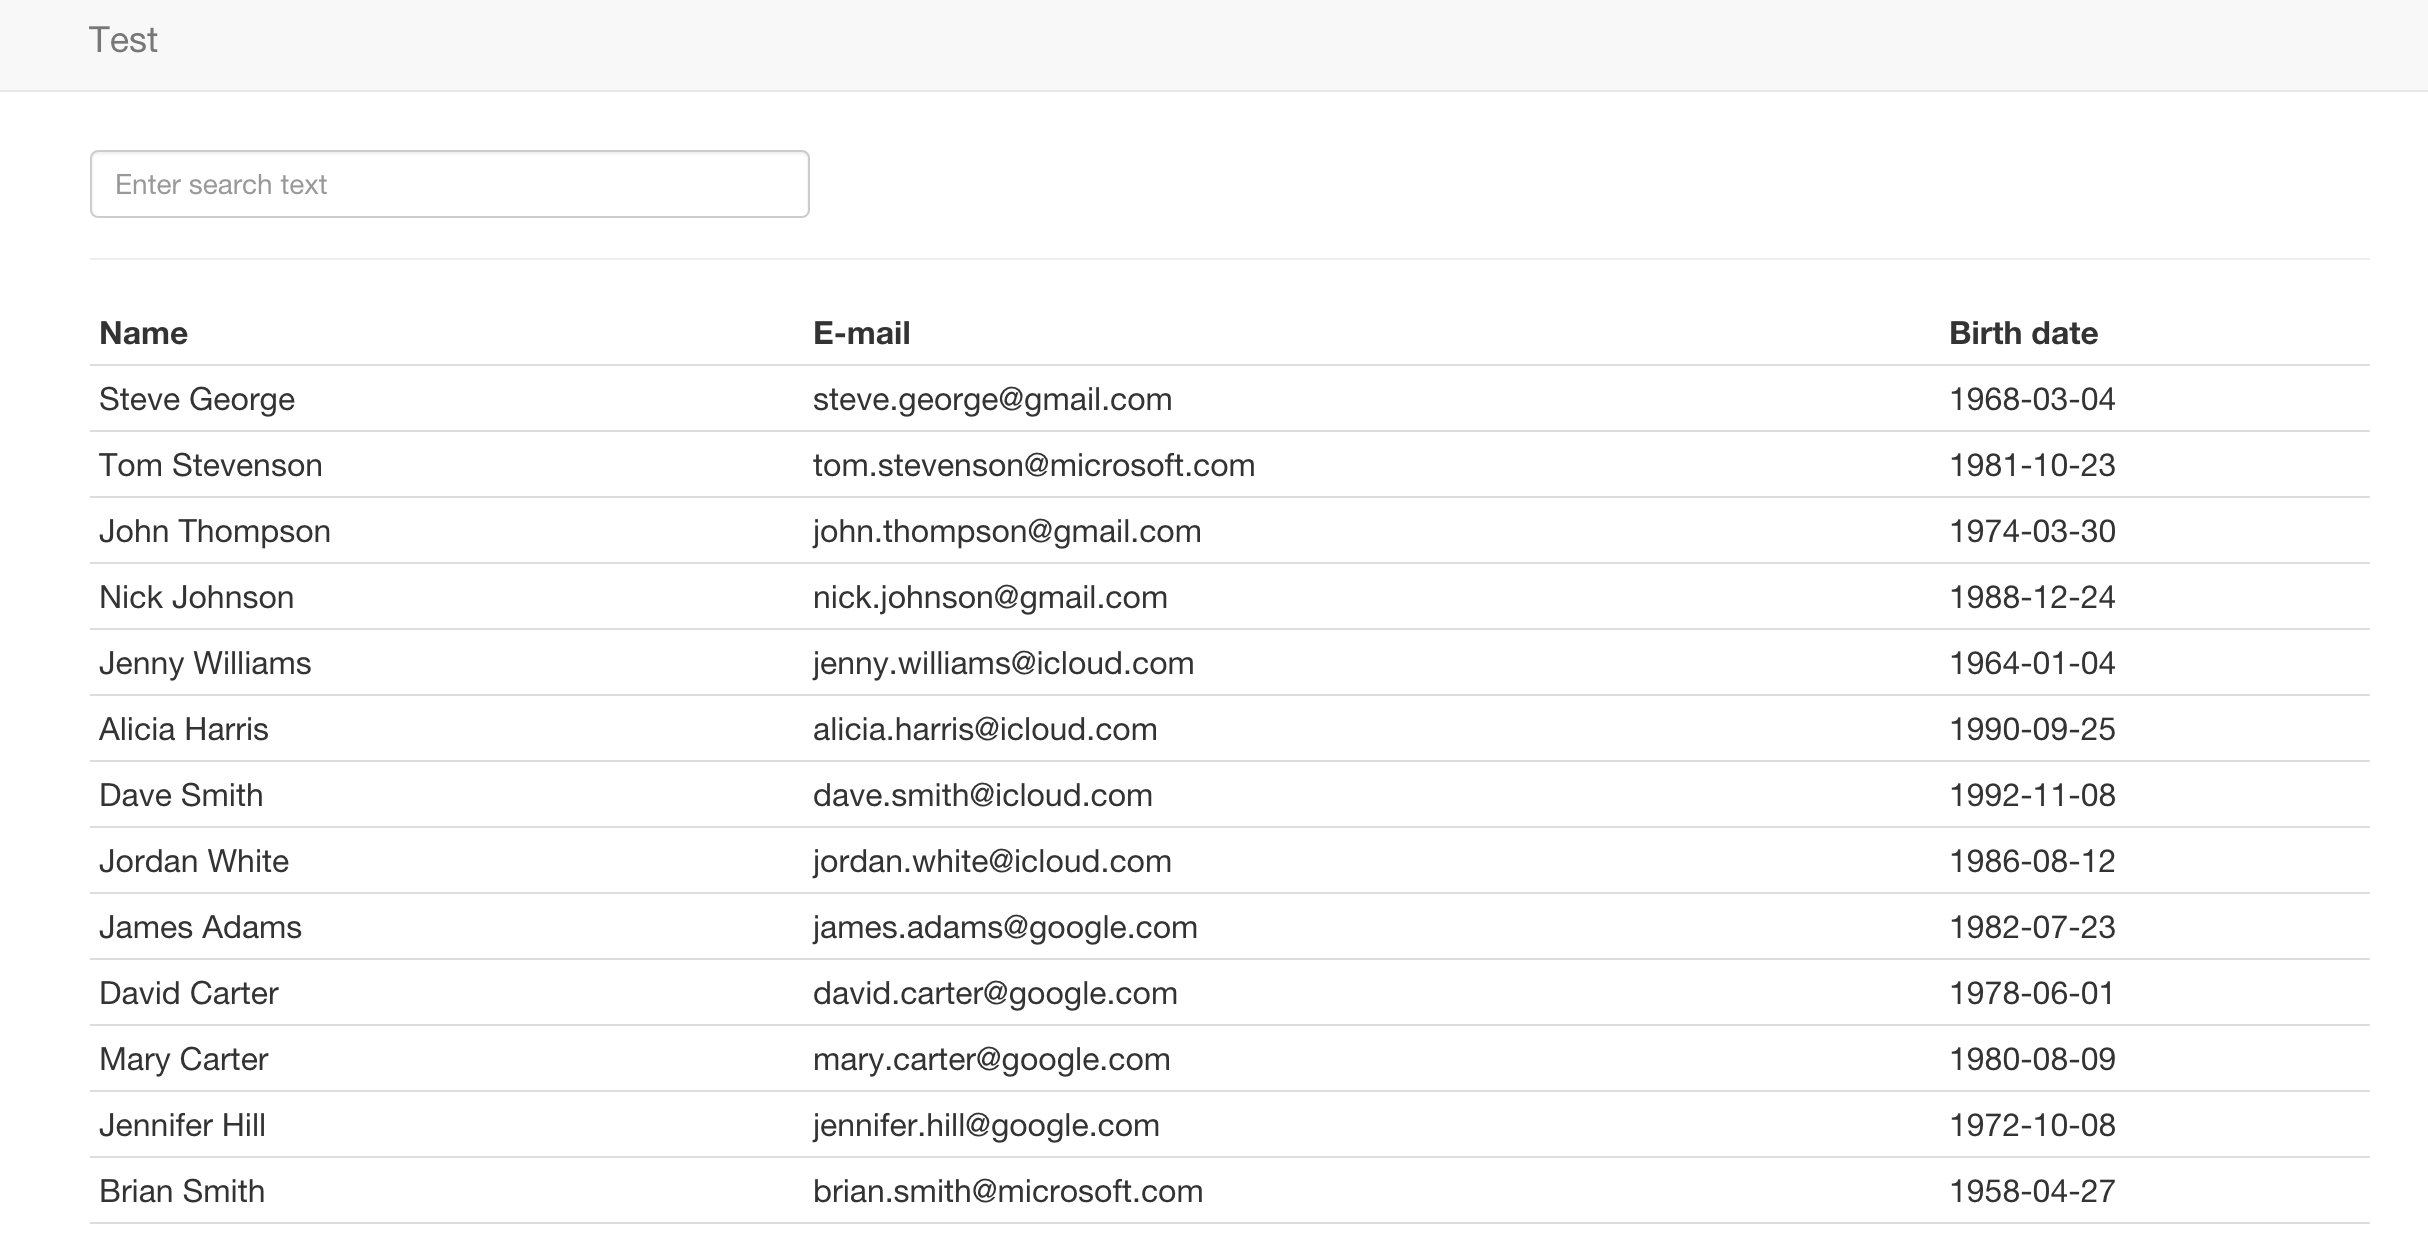 Test
Enter search text
Name E-mail Birth date
Steve George steve.george@gmail.com 1968-03-04
Tom Stevenson tom.stevenson@microsoft.com 1981-10-23
John Thompson john.thompson@gmail.com 1974-03-30
Nick Johnson nick.johnson@gmail.com 1988-12-24
Jenny Williams jenny.williams@icloud.com 1964-01-04
Alicia Harris alicia.harris@icloud.com 1990-09-25
Dave Smith dave.smith@icloud.com 1992-11-08
Jordan White jordan.white@icloud.com 1986-08-12
James Adams james.adams@google.com 1982-07-23
David Carter david.carter@google.com 1978-06-01
Mary Carter mary.carter@google.com 1980-08-09
Jennifer Hill jennifer.hill@google.com 1972-10-08
Brian Smith brian.smith@microsoft.com 1958-04-27